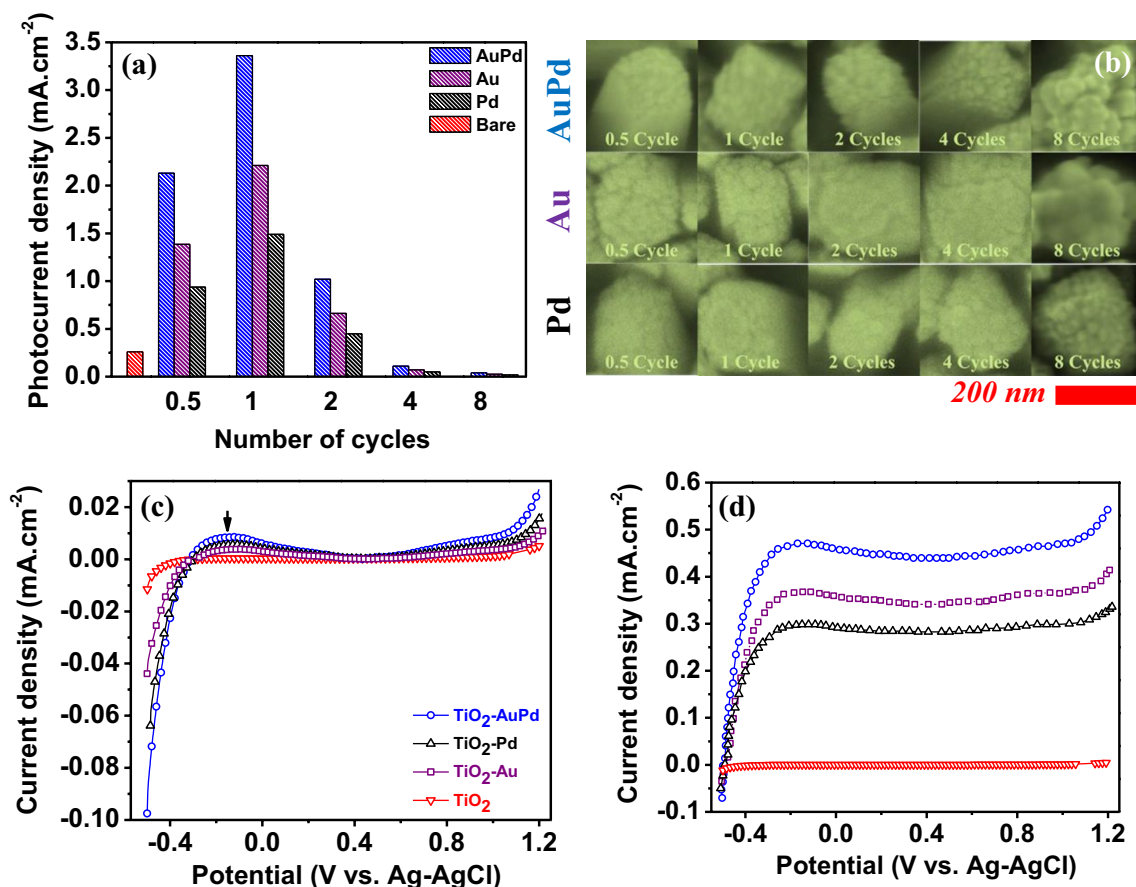 (a)
3.5
3.0
2.5
2.0
1.5
1.0
0.5
0.0
Photocurrent density (mA.cm-2)
AuPd
Au
Pd
Bare
0.5 1 2 4 8
Number of cycles
(b)
AuPd
0.5 Cycle 1 Cycle 2 Cycles 4 Cycles 8 Cycles
Au
0.5 Cycle 1 Cycle 2 Cycles 4 Cycles 8 Cycles
Pd
0.5 Cycle 1 Cycle 2 Cycles 4 Cycles 8 Cycles
200 nm
(c)
0.02
0.00
-0.02
-0.04
-0.06
-0.08
-0.10
Current density (mA.cm-2)
TiO2-AuPd
TiO2-Pd
TiO2-Au
TiO2
-0.4 0.0 0.4 0.8 1.2
Potential (V vs. Ag-AgCl)
(d)
0.6
0.5
0.4
0.3
0.2
0.1
0.0
-0.1
Current density (mA.cm-2)
-0.4 0.0 0.4 0.8 1.2
Potential (V vs. Ag-AgCl)